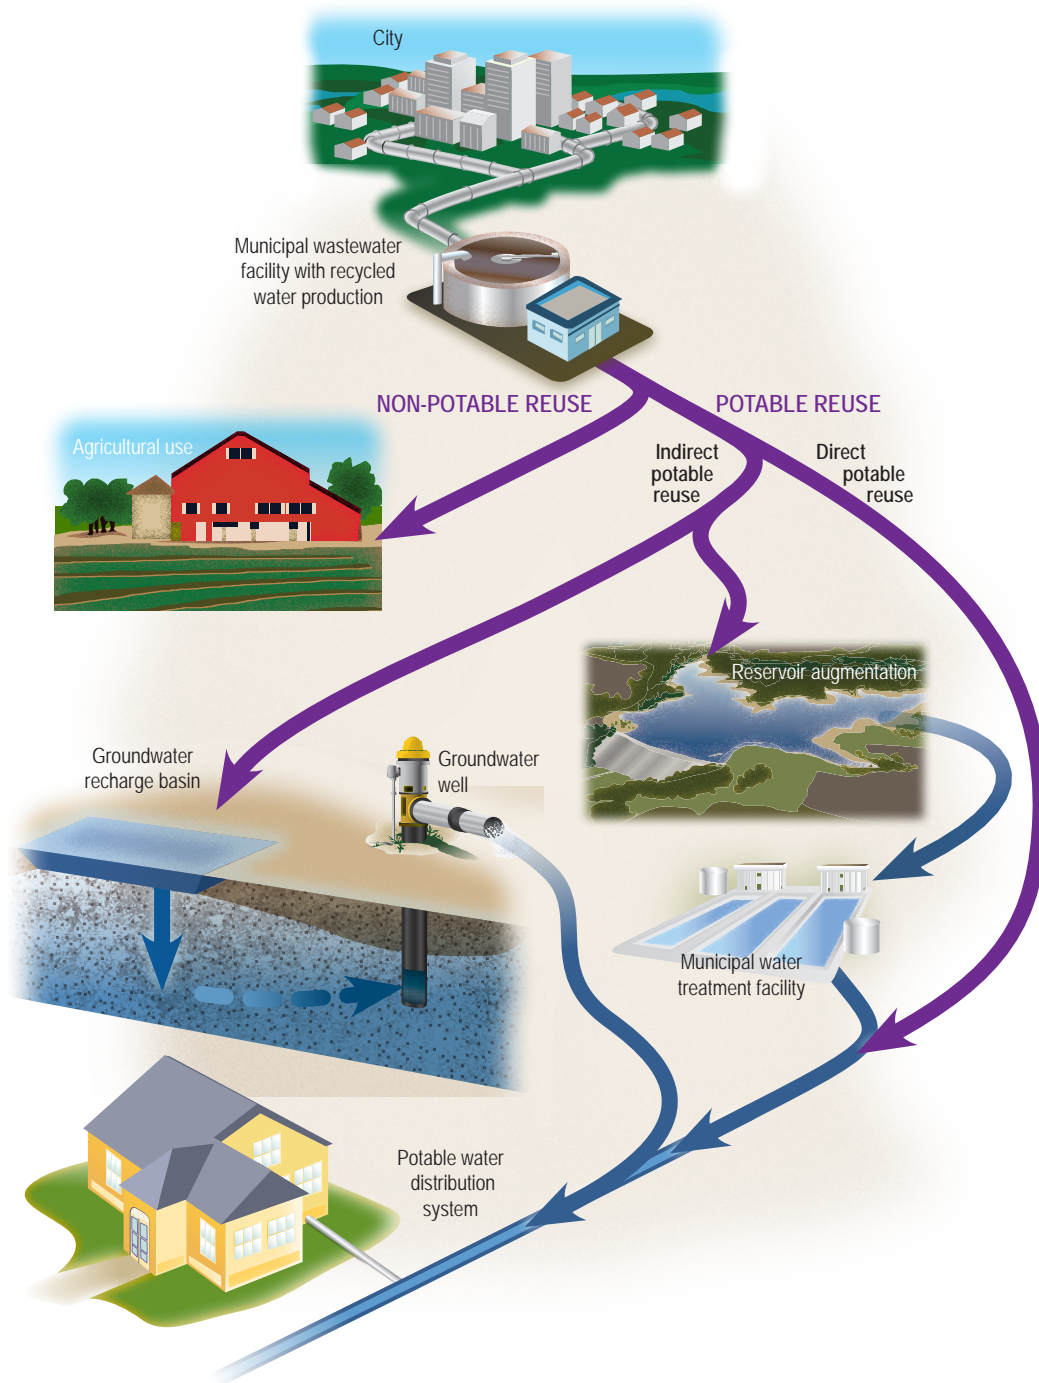 City
Municipal wastewater
facility with recycled
water production
NON-POTABLE REUSE
POTABLE REUSE
Agricultural use
Indirect
potable
reuse
Direct
potable
reuse
Reservoir augmentation
Groundwater
recharge basin
Groundwater
well
Municipal water
treatment facility
Potable water
distribution
system